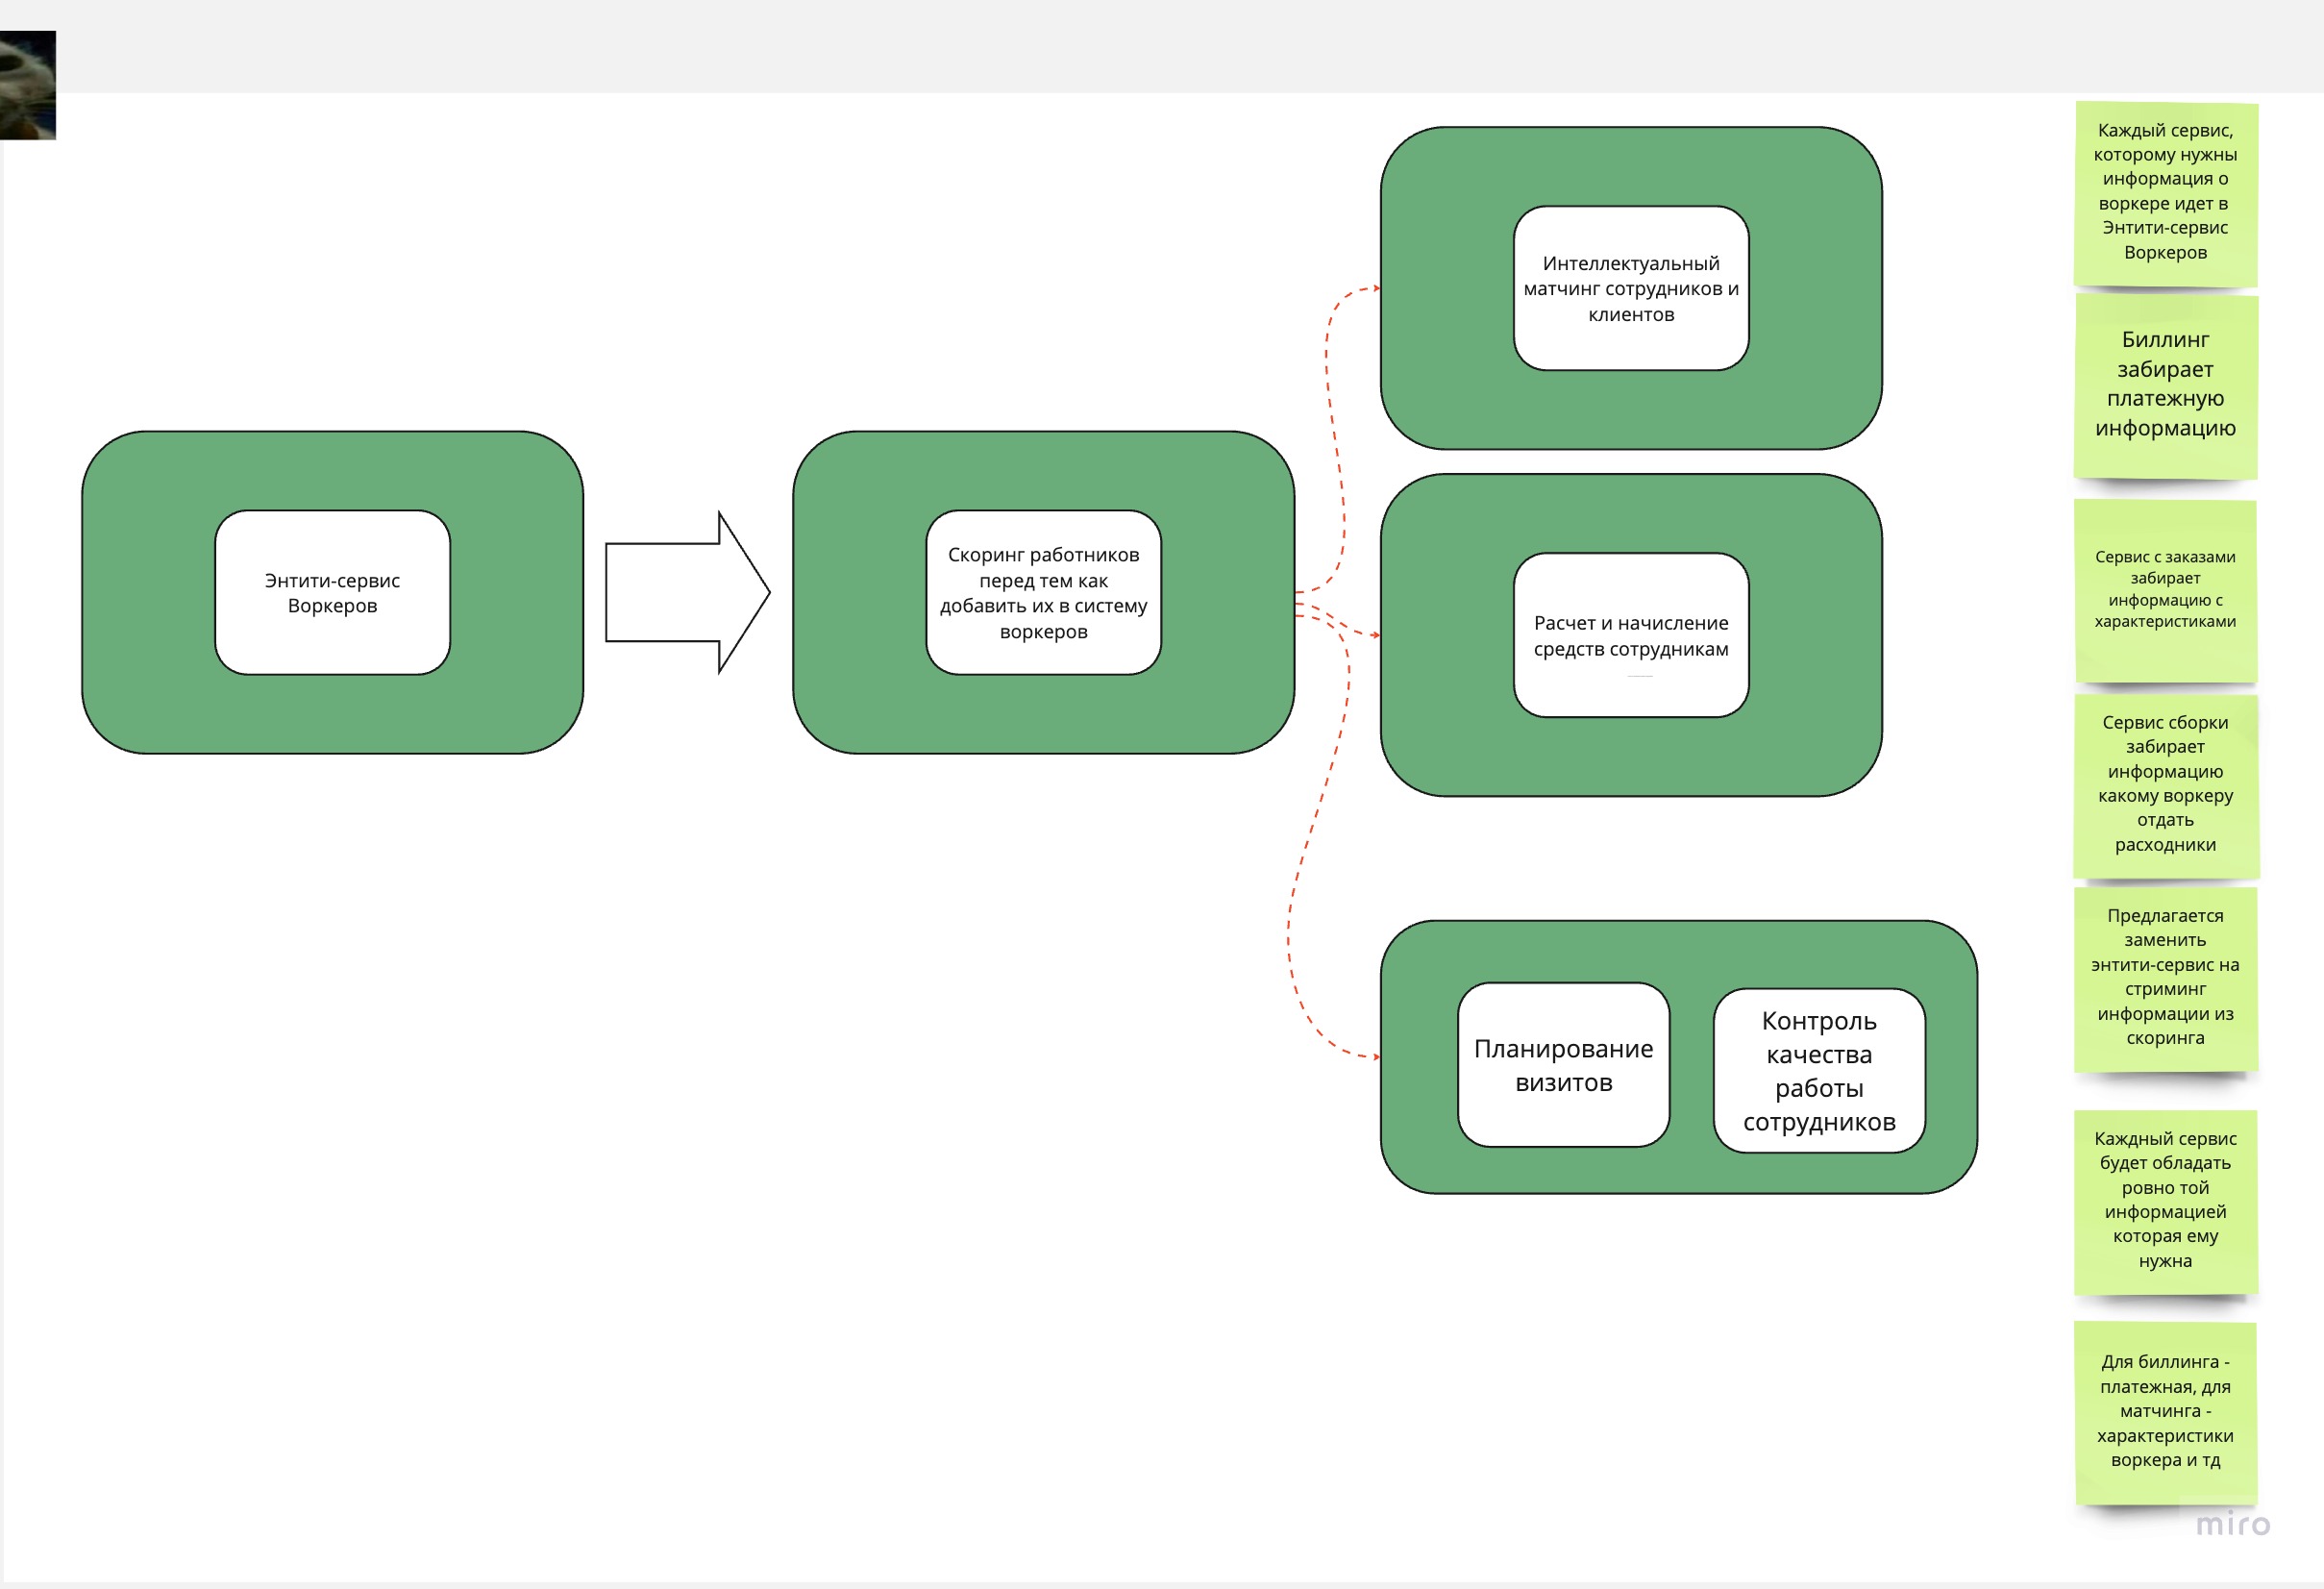 Энтити-сервис
Воркеров
Скоринг работников
перед тем как
добавить их в систему
воркеров
Интеллектуальный
матчинг сотрудников и
клиентов
Расчет и начисление
средств сотрудникам
Планирование
визитов
Контроль
качества
работы
сотрудников
Каждый сервис,
которому нужны
информация о
воркере идет в
Энтити-сервис
Воркеров
Биллинг
забирает
платежную
информацию
Сервис с заказами
забирает
информацию с
характеристиками
Сервис сборки
забирает
информацию
какому воркеру
отдать
расходники
Предлагается
заменить
энтити-сервис на
стриминг
информации из
скоринга
Каждный сервис
будет обладать
ровно той
информацией
которая ему
нужна
Для биллинга -
платежная, для
матчинга -
характеристики
воркера и тд
miro